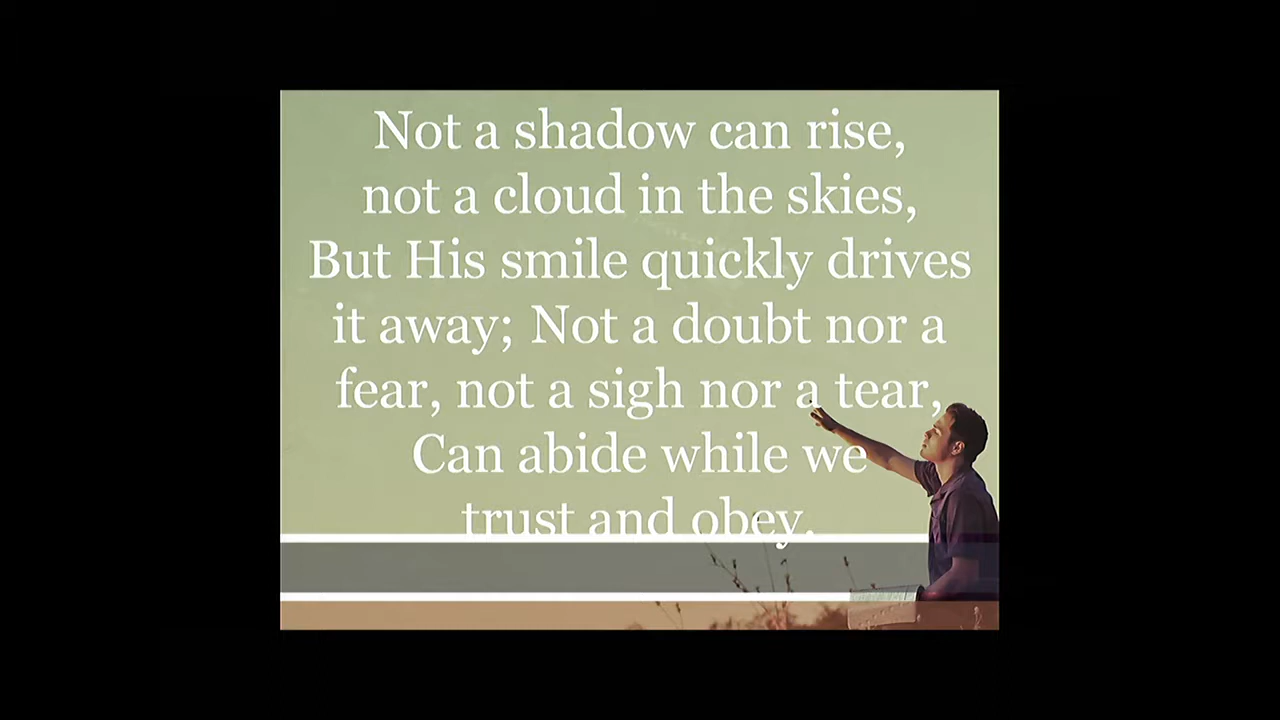 Not a shadow can rise,
not a cloud in the skies,
But His smile quickly drives
it away; Not a doubt nor a
fear, not a sigh nor a tear,
Can abide while we
trust and obey.